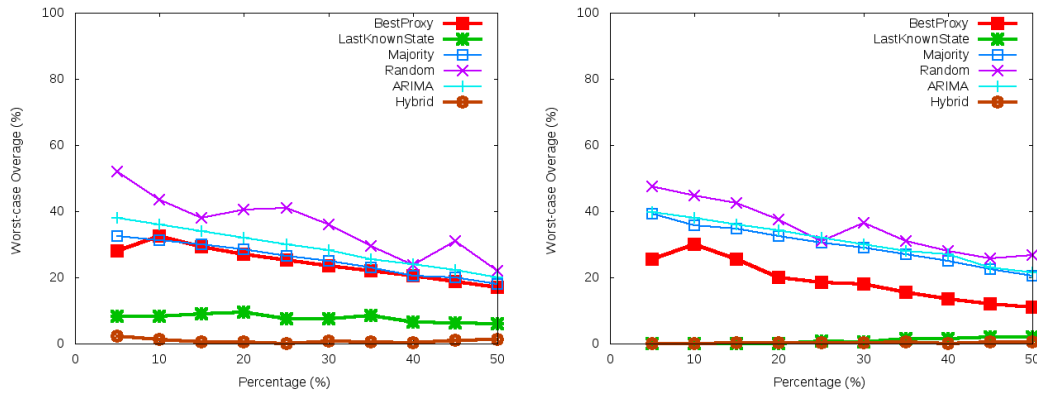 Worst-case Overage (%)
100
80
60
40
20
0
0
10
20
30
40
50
Percentage (%)
BestProxy
LastKnownState
Majority
Random
ARIMA
Hybrid
Worst-case Overage (%)
100
80
60
40
20
0
0
10
20
30
40
50
Percentage (%)
BestProxy
LastKnownState
Majority
Random
ARIMA
Hybrid